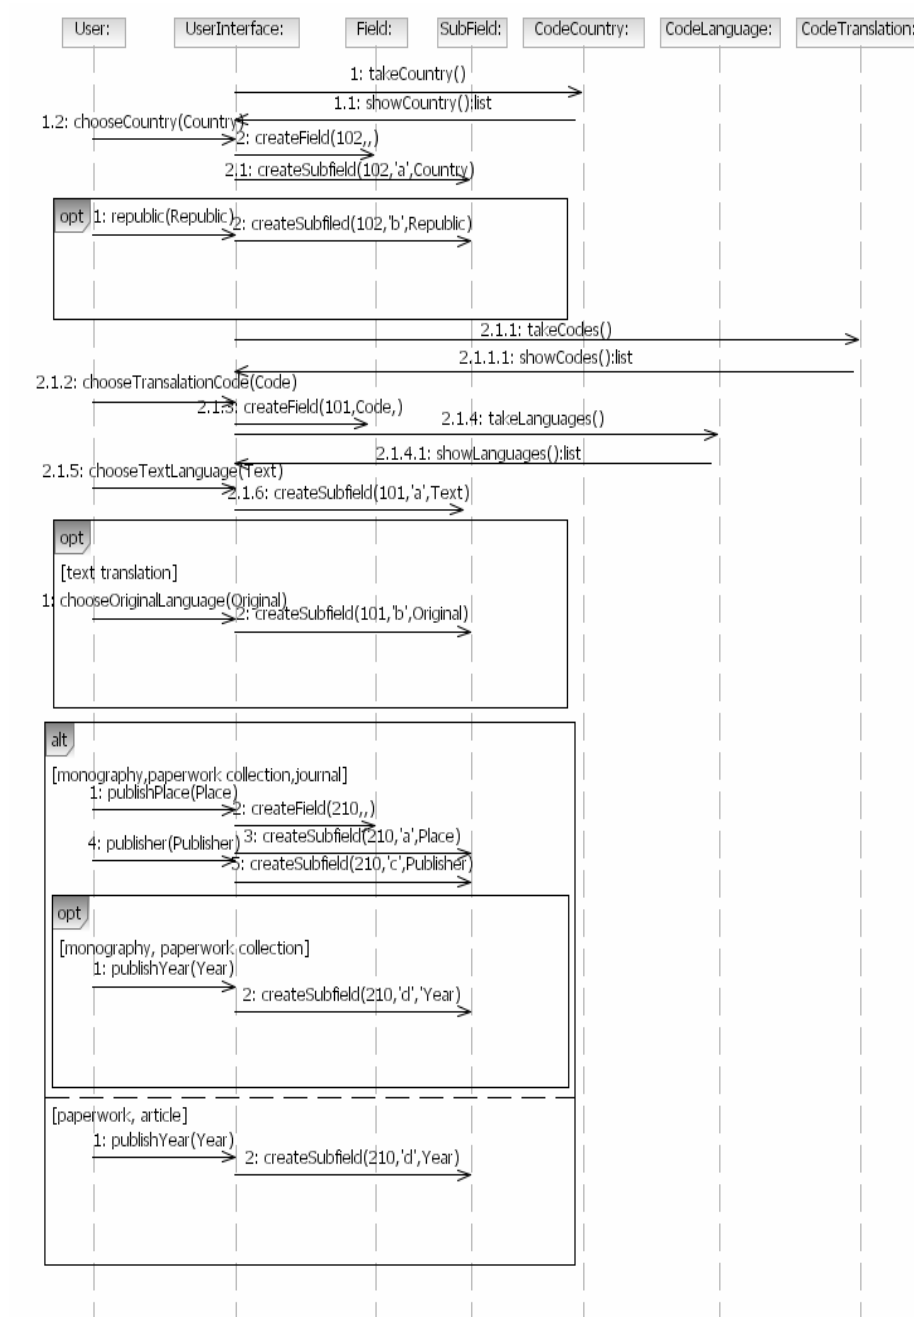 User:
UserInterface:
Field:
SubField:
CodeCountry:
CodeLanguage:
CodeTranslation:
1: takeCountry()
1.1: showCountry():list
1.2: chooseCountry(Country)
2: createField(102,,)
2.1: createSubfield(102,'a',Country)
opt
1: republic(Republic)
2: createSubfiled(102,'b',Republic)
2.1.1: takeCodes()
2.1.1.1: showCodes():list
2.1.2: chooseTransalationCode(Code)
2.1.3: createField(101,Code,)
2.1.4: takeLanguages()
2.1.4.1: showLanguages():list
2.1.5: chooseTextLanguage(Text)
2.1.6: createSubfield(101,'a',Text)
opt
[text translation]
1: chooseOriginalLanguage(Original)
2: createSubfield(101,'b',Original)
alt
[monography,paperwork collection,journal]
1: publishPlace(Place)
2: createField(210,,)
3: createSubfield(210,'a',Place)
4: publisher(Publisher)
5: createSubfield(210,'c',Publisher)
opt
[monography, paperwork collection]
1: publishYear(Year)
2: createSubfield(210,'d','Year)
[paperwork, article]
1: publishYear(Year)
2: createSubfield(210,'d',Year)